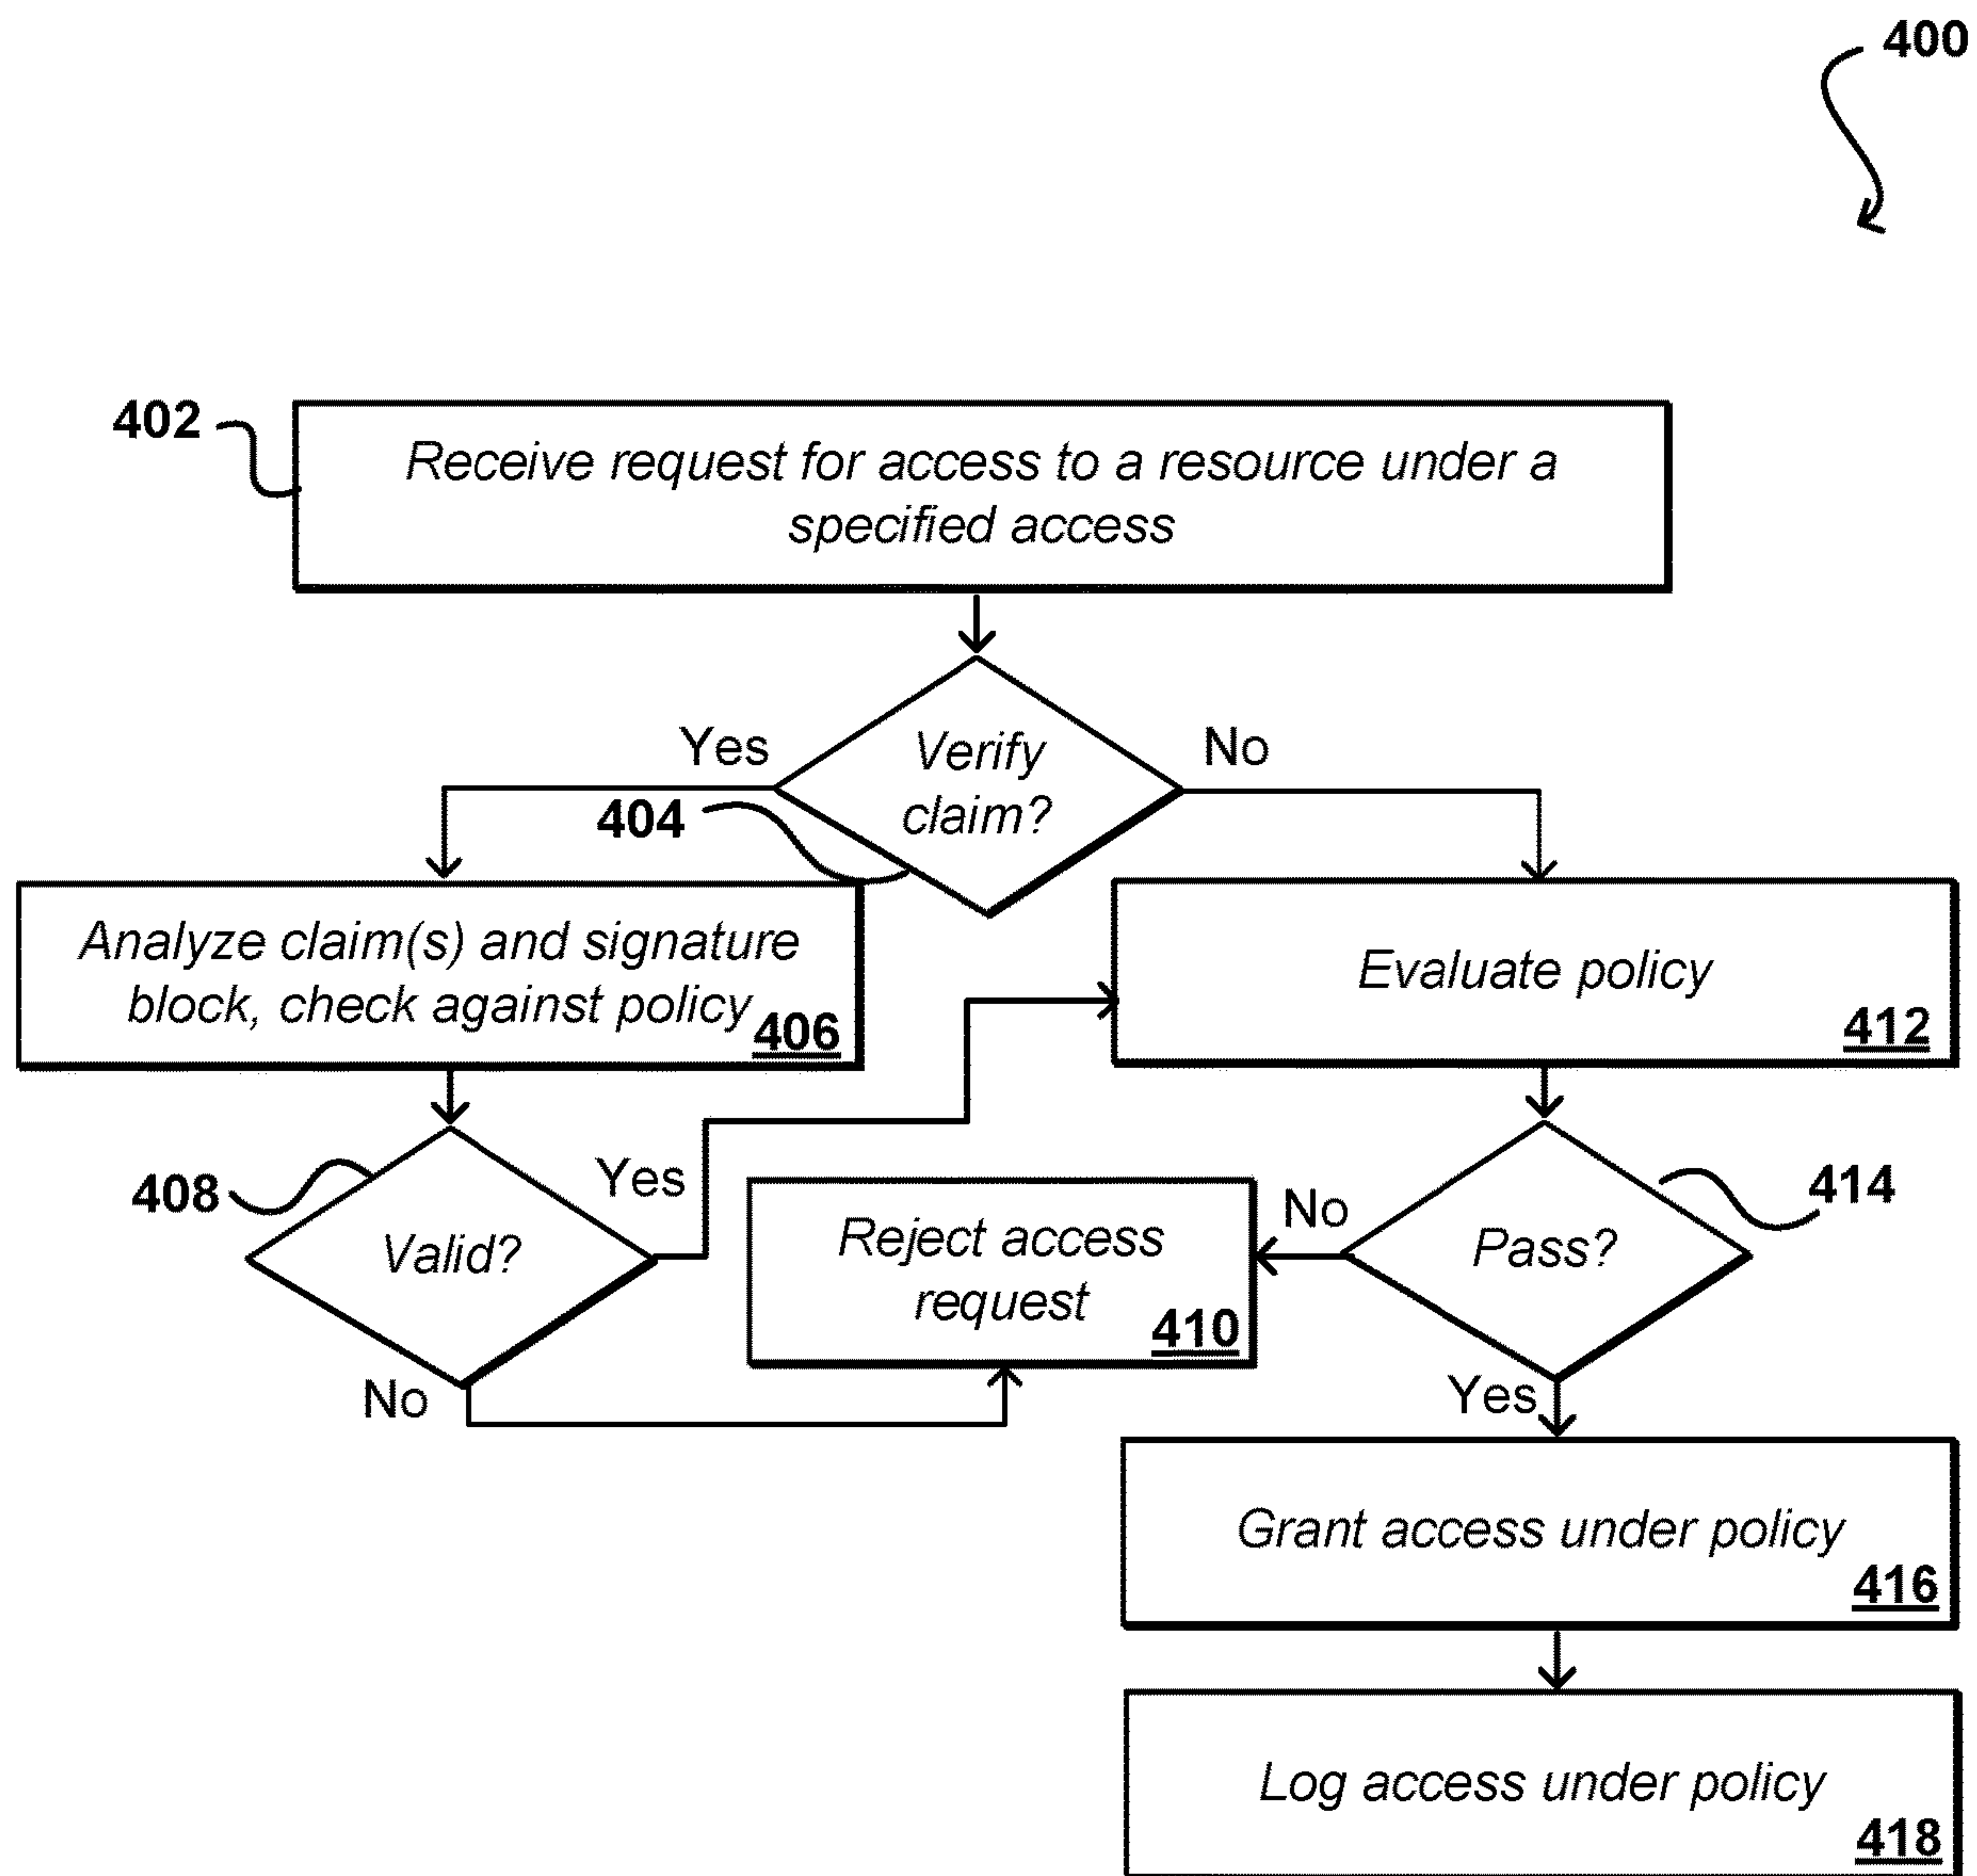 400
402
Receive request for access to a resource under a
specified access
Yes
Verify
claim?
No
404
Analyze claim(s) and signature
block, check against policy
406
Evaluate policy
412
408
Valid?
Yes
No
Reject access
request
410
No
Pass?
414
Yes
Grant access under policy
416
Log access under policy
418